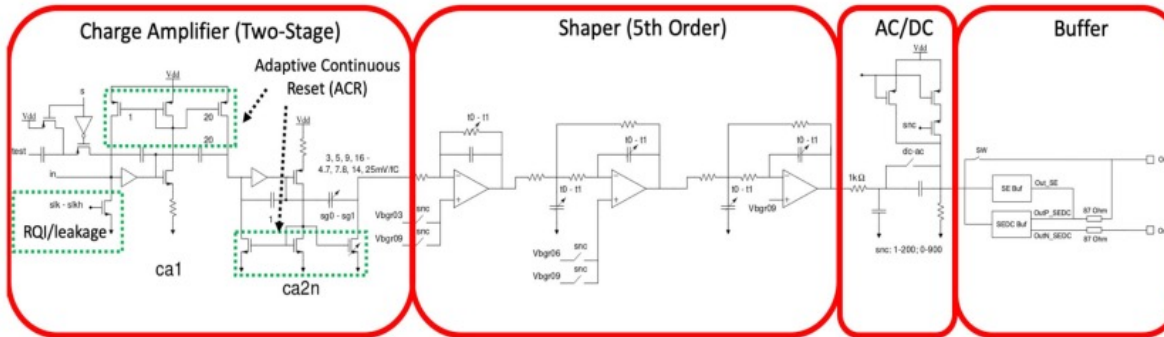 Charge Amplifier (Two-Stage)
Shaper (5th Order)
AC/DC
Buffer
Adaptive Continuous
Reset (ACR)
Vdd
s
Vdd
1
20
20
test
in
slk - slkh
RQI/leakage
ca1
Vdd
3, 5, 9, 16 -
4.7, 7.8, 14, 25mV/fC
1
sg0 - sg1
ca2n
t0 - t1
Vbgr03
snc
Vbgr09
snc
t0 - t1
t0 - t1
Vbgr06
snc
Vbgr09
snc
t0 - t1
t0 - t1
Vbgr09
Vdd
snc
dc-ac
1kΩ
snc: 1-200; 0-900
sw
SE Buf
Out_SE
SEDC Buf
OutP_SEDC
OutN_SEDC
87 Ohm
87 Ohm